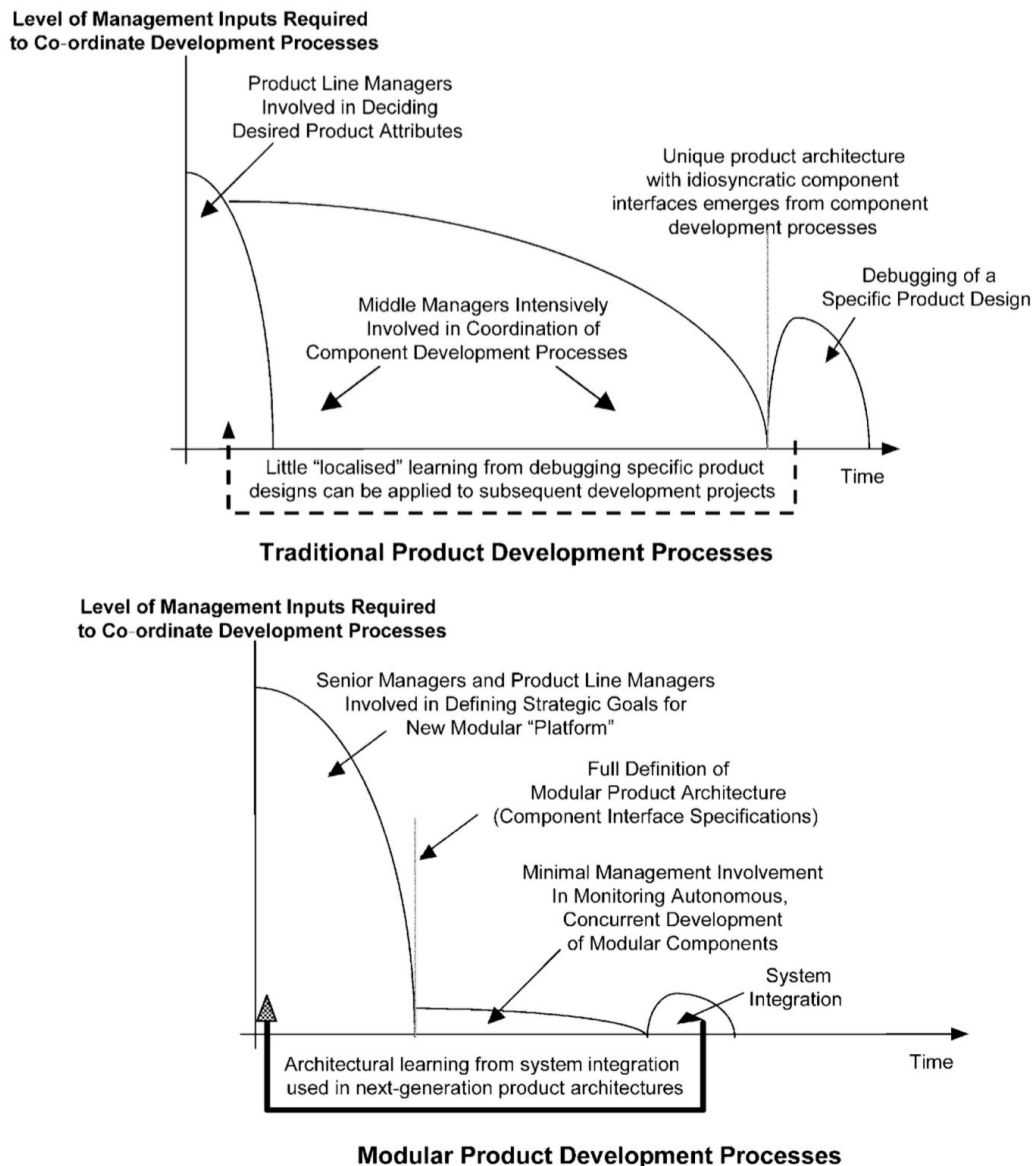 Level of Management Inputs Required
to Co-ordinate Development Processes
Product Line Managers
Involved in Deciding
Desired Product Attributes
Unique product architecture
with idiosyncratic component
interfaces emerges from component
development processes
Debugging of a
Specific Product Design
Middle Managers Intensively
Involved in Coordination of
Component Development Processes
Time
Little “localised” learning from debugging specific product
designs can be applied to subsequent development projects
Traditional Product Development Processes
Level of Management Inputs Required
to Co-ordinate Development Processes
Senior Managers and Product Line Managers
Involved in Defining Strategic Goals for
New Modular “Platform”
Full Definition of
Modular Product Architecture
(Component Interface Specifications)
Minimal Management Involvement
In Monitoring Autonomous,
Concurrent Development
of Modular Components
System
Integration
Time
Architectural learning from system integration
used in next-generation product architectures
Modular Product Development Processes